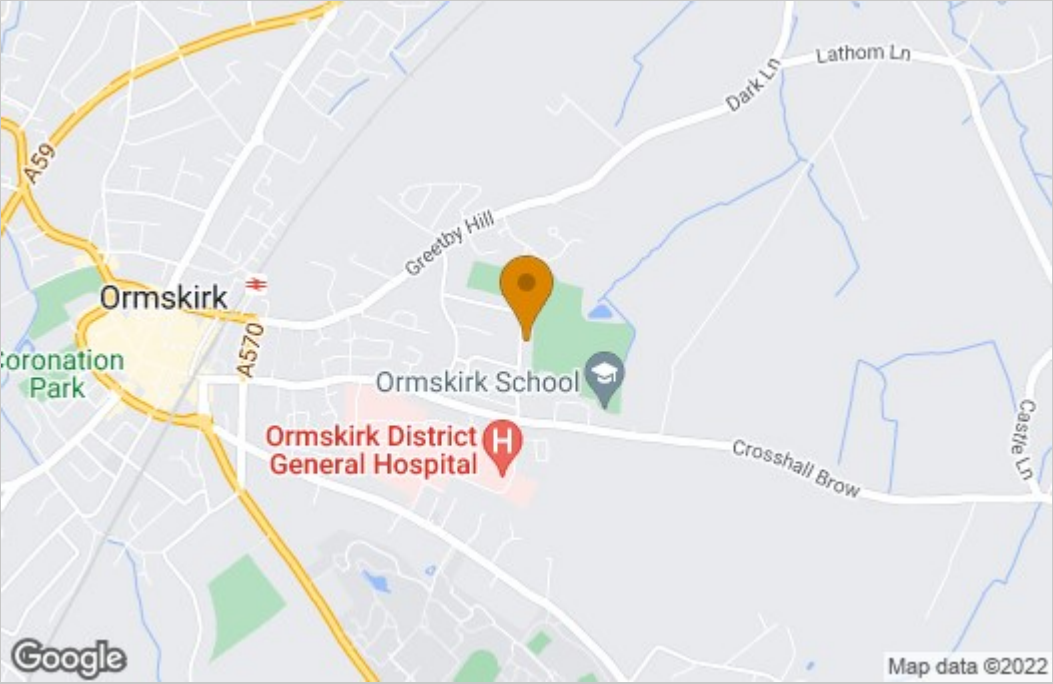 Lathom Ln
Dark Ln
A59
Greetby Hill
Ormskirk
A570
oronation
Park
Ormskirk School
Ormskirk District
General Hospital
H
Castle Ln
Crosshall Brow
Google
Map data ©2022